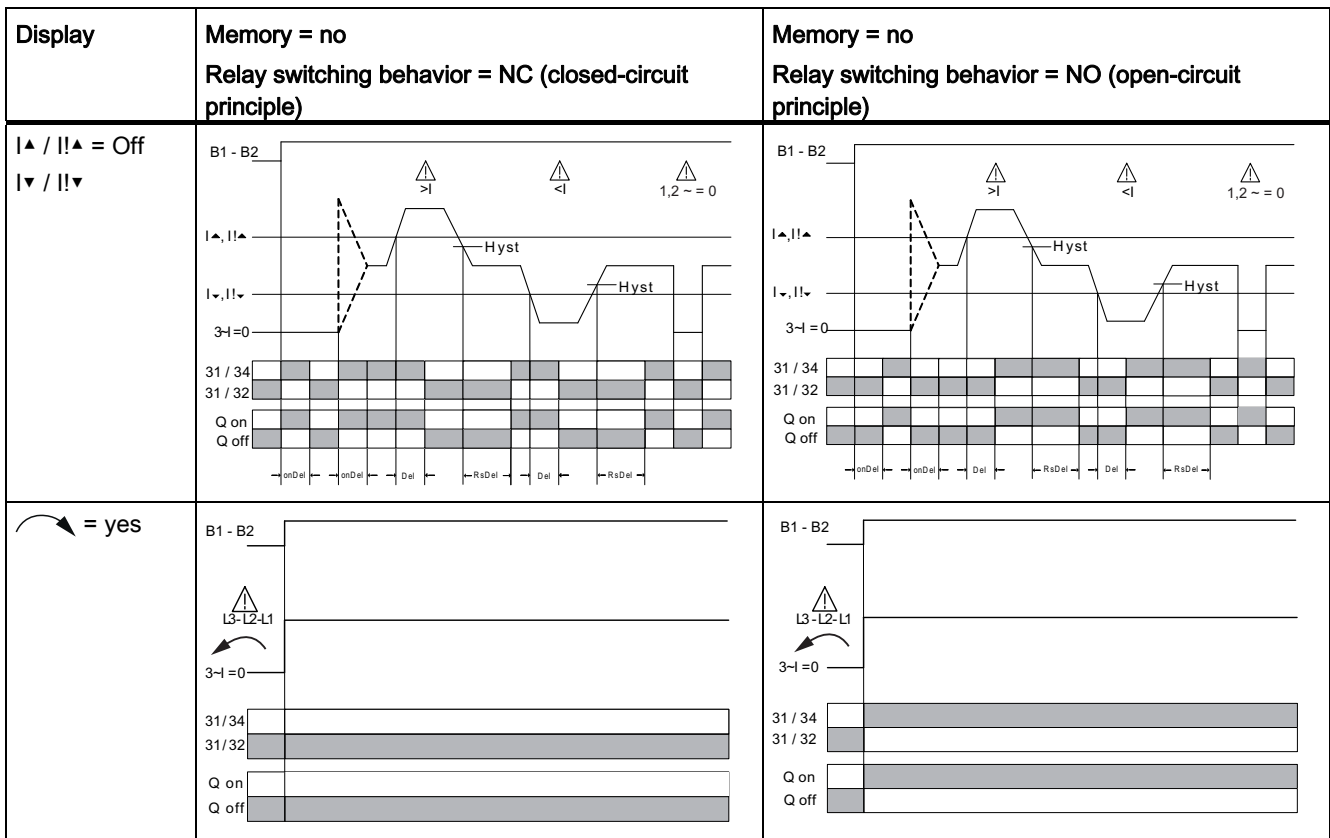 Display
Memory = no
Relay switching behavior = NC (closed-circuit
principle)
Memory = no
Relay switching behavior = NO (open-circuit
principle)
I▲ / I!▲ = Off
I▼ / I!▼
B1 - B2
>I
<I
1,2 ~ = 0
I▲,I!▲
Hyst
I▼,I!▼
Hyst
3~I =0
31 / 34
31 / 32
Q on
Q off
onDel
onDel
Del
RsDel
Del
RsDel
B1 - B2
>I
<I
1,2 ~ = 0
I▲,I!▲
Hyst
I▼,I!▼
Hyst
3~I = 0
31 / 34
31 / 32
Q on
Q off
onDel
onDel
Del
RsDel
Del
RsDel
= yes
B1 - B2
L3-L2-L1
3~I =0
31/34
31/32
Q on
Q off
B1 - B2
L3-L2-L1
3~I =0
31 / 34
31 / 32
Q on
Q off